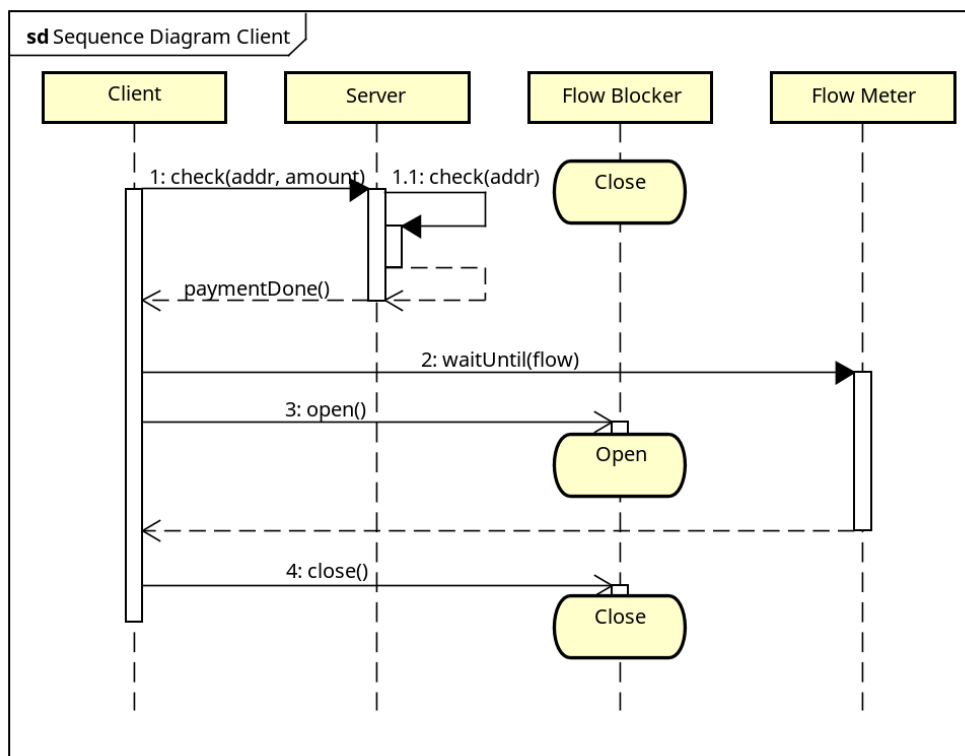 sd Sequence Diagram Client
Client
Server
Flow Blocker
Flow Meter
1: check(addr, amount)
1.1: check(addr)
Close
paymentDone()
2: waitUntil(flow)
3: open()
Open
4: close()
Close